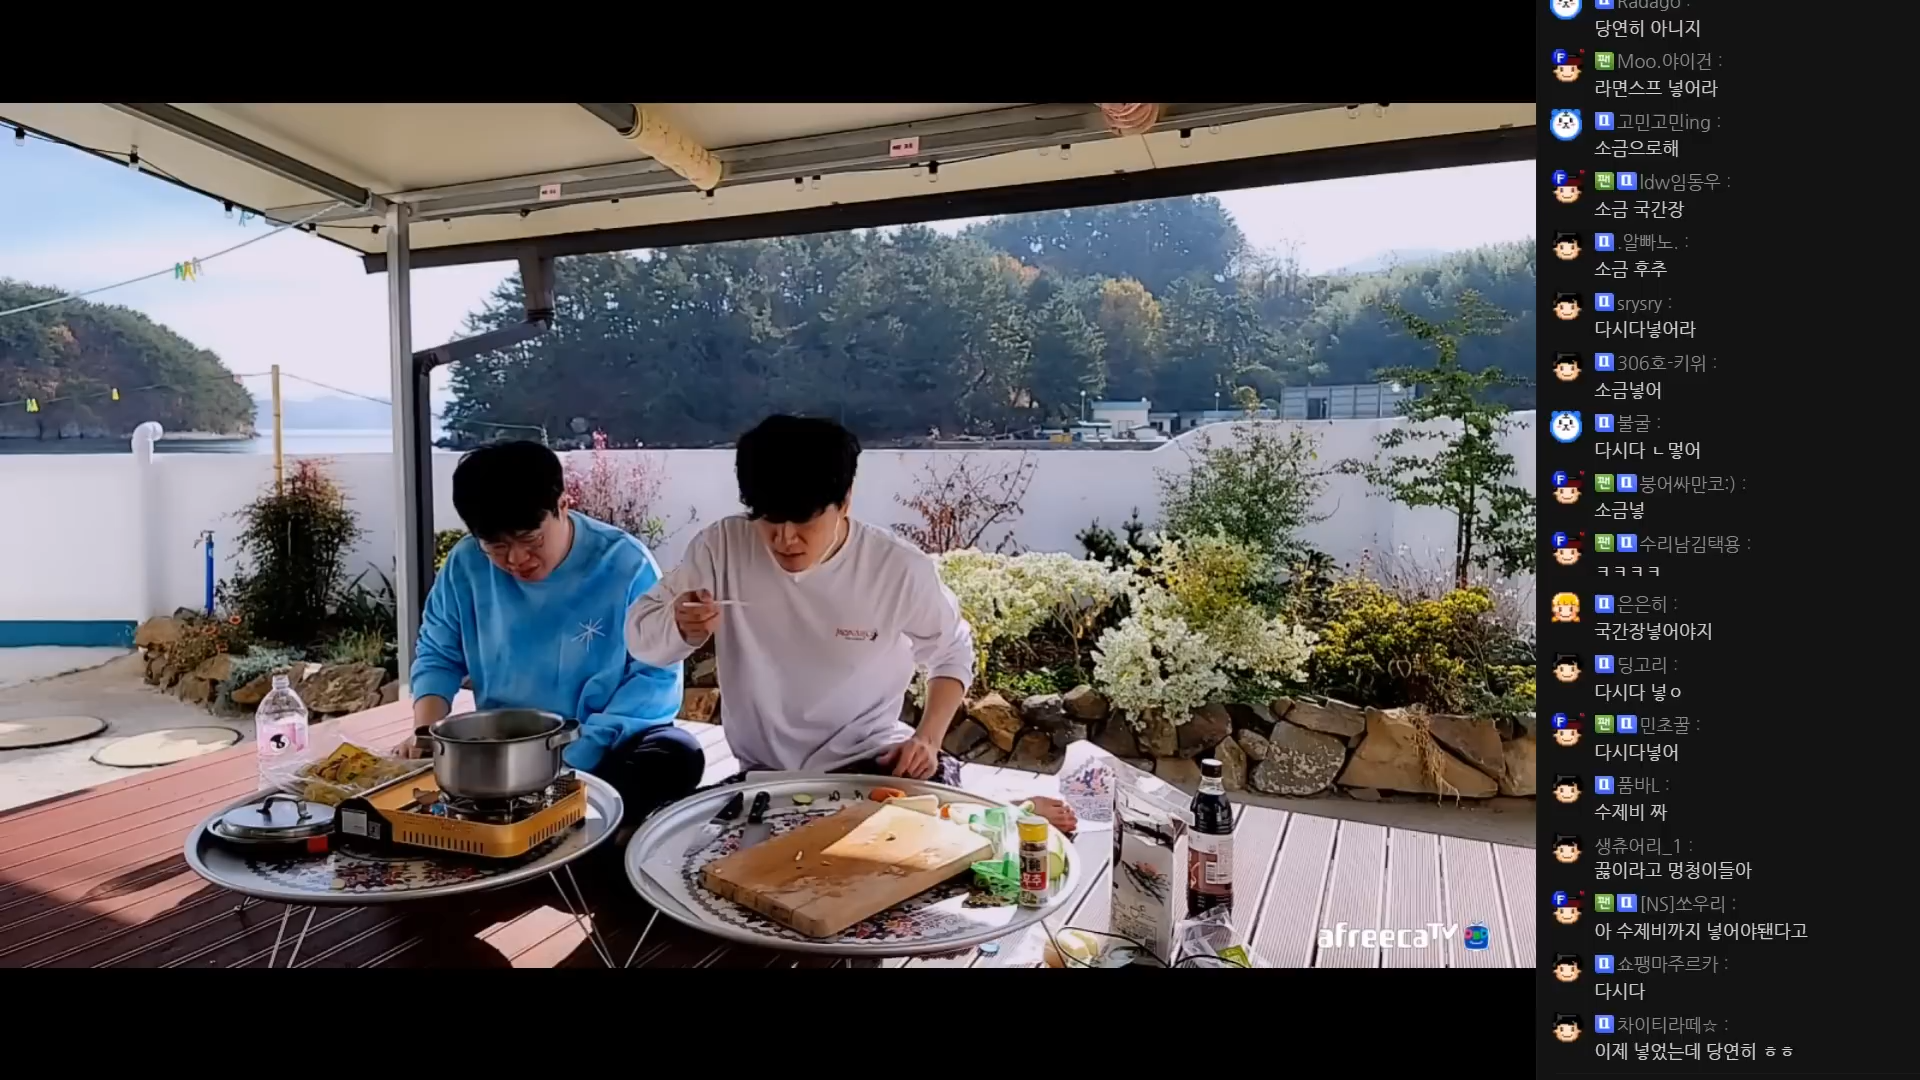 Radago :
당연히 아니지
팬 Moo.야이건 :
라면스프 넣어라
고민고민ing :
소금으로해
팬 ldw임동우 :
소금 국간장
.알빠노. :
소금 후추
srysry :
다시다넣어라
306호-키위 :
소금넣어
불굴 :
다시다 ㄴ멓어
팬 붕어싸만코:) :
소금넣
팬 수리남김택용 :
ㅋㅋㅋㅋ
은은히 :
국간장넣어야지
딩고리 :
다시다 넣ㅇ
팬 민초꿀 :
다시다넣어
품바L :
수제비 짜
생츄어리_1 :
끓이라고 멍청이들아
팬 [NS]쏘우리 :
아 수제비까지 넣어야됀다고
쇼팽마주르카 :
다시다
차이티라떼☆ :
이제 넣었는데 당연히 ㅎㅎ
후추
afreecaTV